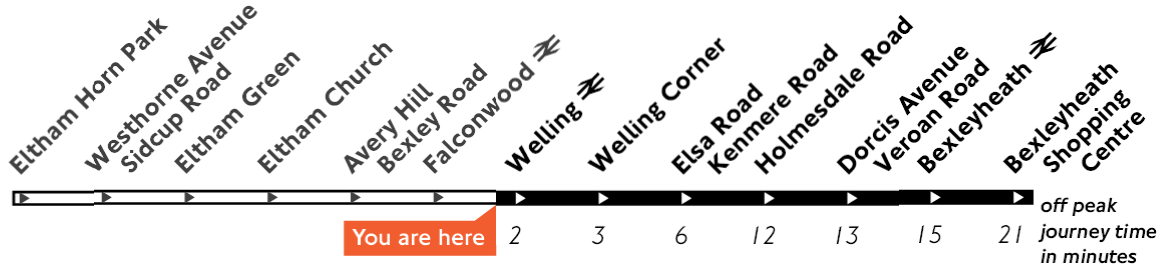 Eltham Horn Park
Westhorne Avenue
Sidcup Road
Eltham Green
Eltham Church
Avery Hill
Bexley Road
Falconwood
Welling
Welling Corner
Elsa Road
Kenmere Road
Holmesdale Road
Dorcis Avenue
Veroan Road
Bexleyheath
Bexleyheath
Shopping
Centre
You are here
2 3 6 12 13 15 21
off peak
journey time
in minutes